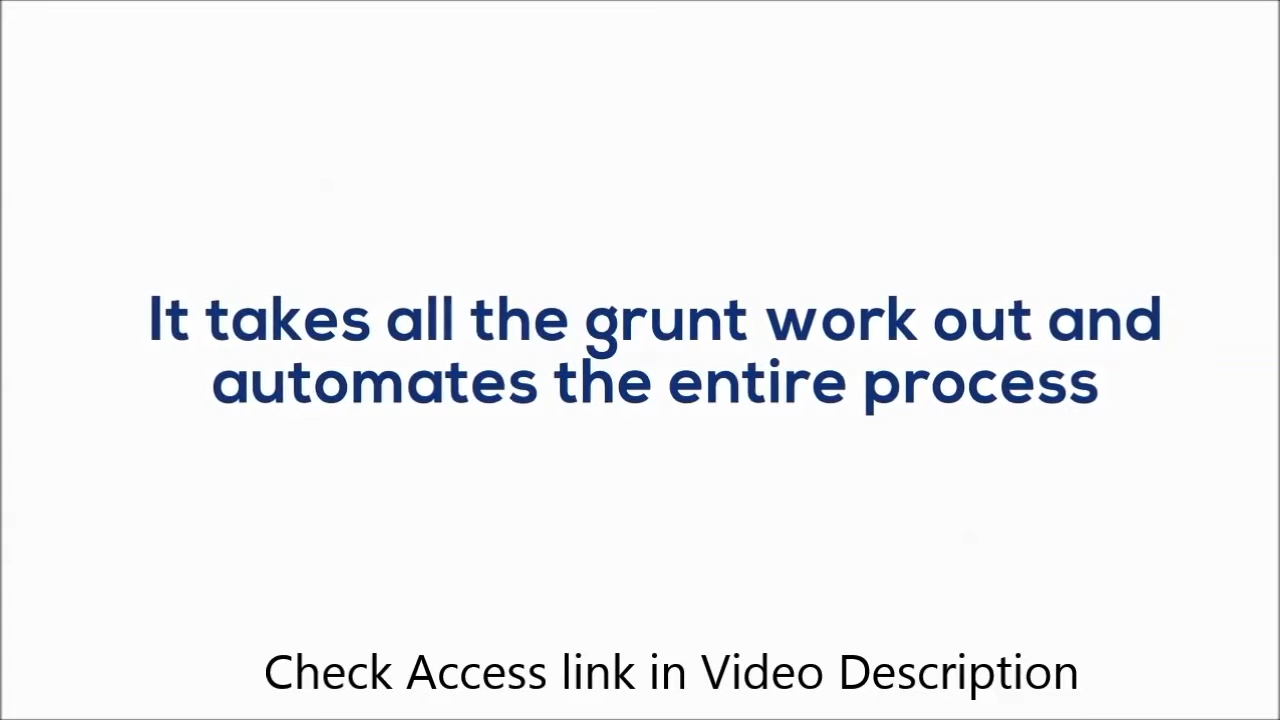 It takes all the grunt work out and
automates the entire process
Check Access link in Video Description